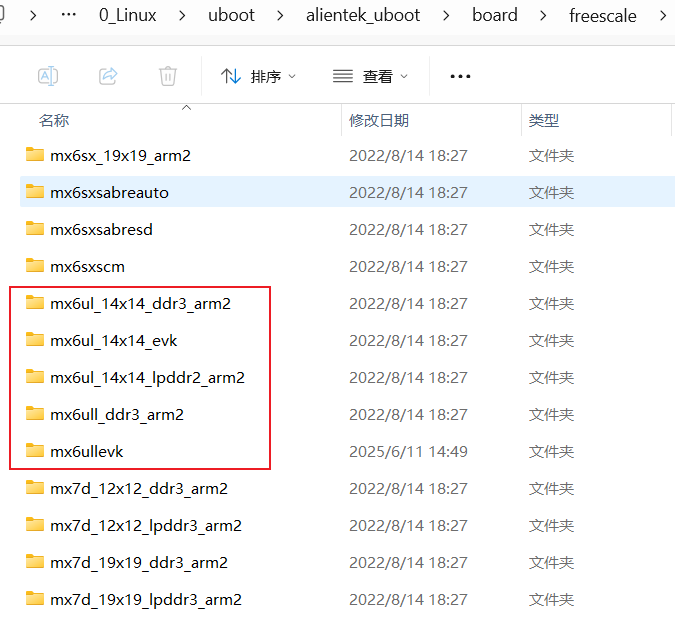 ... 0_Linux uboot alientek_uboot board freescale
排序 查看 ...
名称 修改日期 类型
mx6sx_19x19_arm2 2022/8/14 18:27 文件夹
mx6sxsabreauto 2022/8/14 18:27 文件夹
mx6sxsabresd 2022/8/14 18:27 文件夹
mx6sxscm 2022/8/14 18:27 文件夹
mx6ul_14x14_ddr3_arm2 2022/8/14 18:27 文件夹
mx6ul_14x14_evk 2022/8/14 18:27 文件夹
mx6ul_14x14_lpddr2_arm2 2022/8/14 18:27 文件夹
mx6ull_ddr3_arm2 2022/8/14 18:27 文件夹
mx6ullevk 2025/6/11 14:49 文件夹
mx7d_12x12_ddr3_arm2 2022/8/14 18:27 文件夹
mx7d_12x12_lpddr3_arm2 2022/8/14 18:27 文件夹
mx7d_19x19_ddr3_arm2 2022/8/14 18:27 文件夹
mx7d_19x19_lpddr3_arm2 2022/8/14 18:27 文件夹